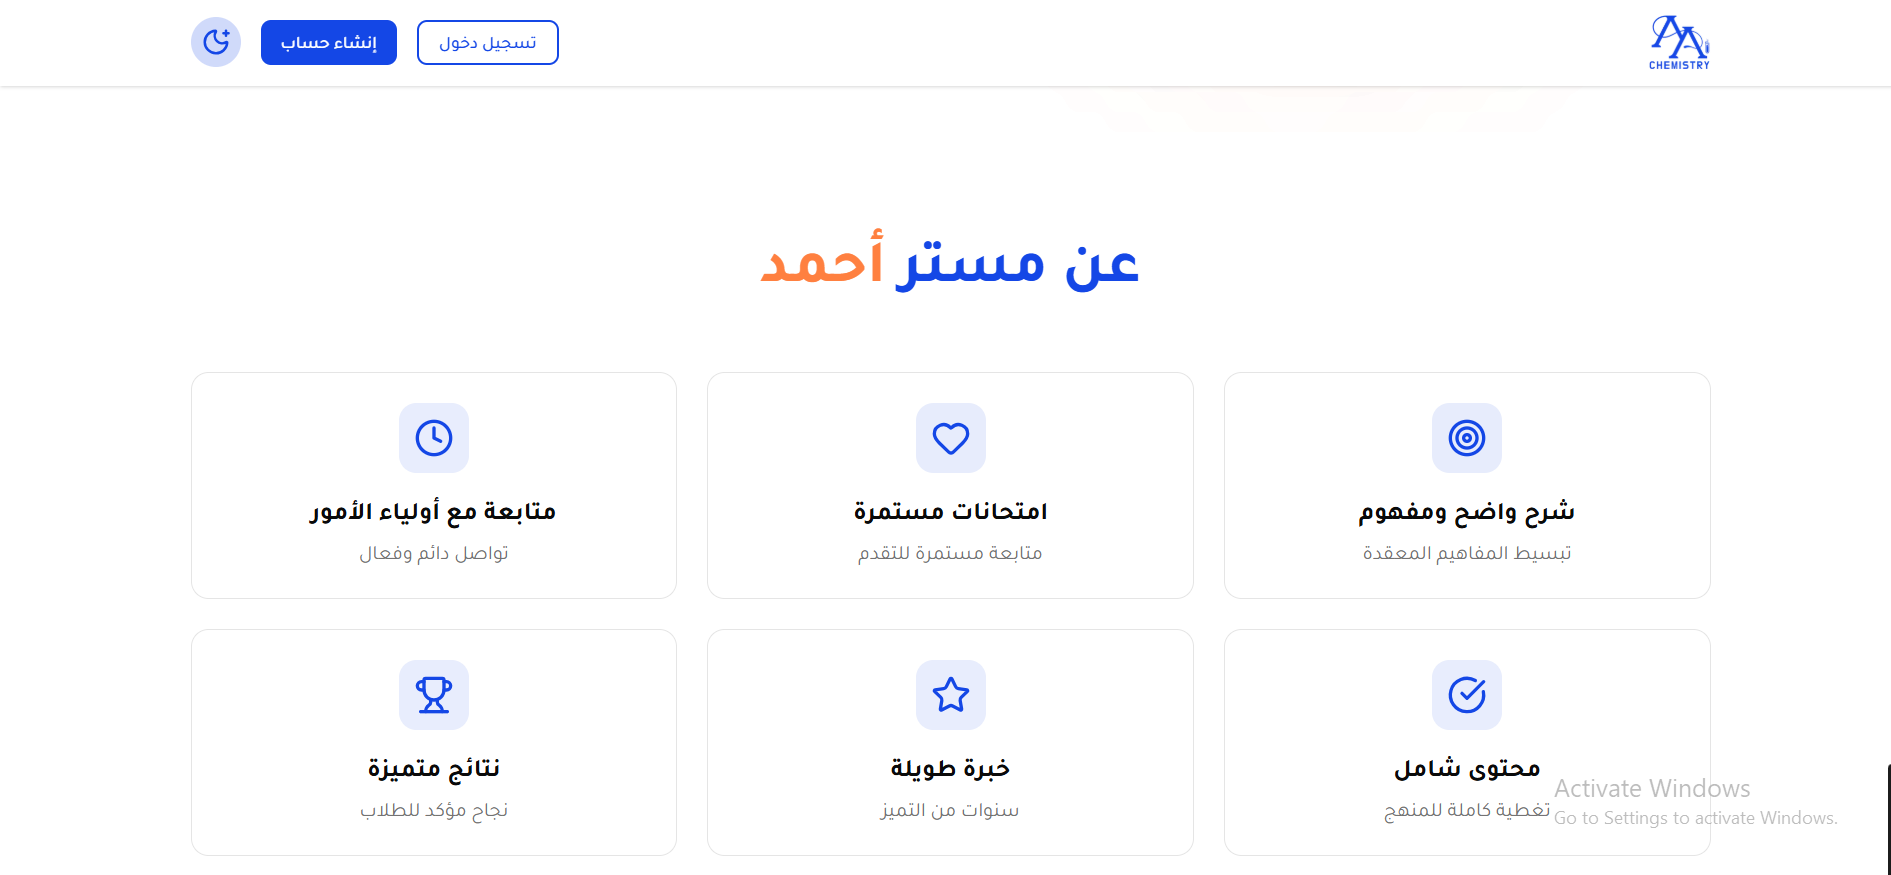 AA
CHEMISTRY
تسجيل دخول
إنشاء حساب
عن مستر أحمد
شرح واضح ومفهوم
تبسيط المفاهيم المعقدة
امتحانات مستمرة
متابعة مستمرة للتقدم
متابعة مع أولياء الأمور
تواصل دائم وفعال
محتوى شامل
تغطية كاملة للمنهج
خبرة طويلة
سنوات من التميز
نتائج متميزة
نجاح مؤكد للطلاب
Activate Windows
Go to Settings to activate Windows.